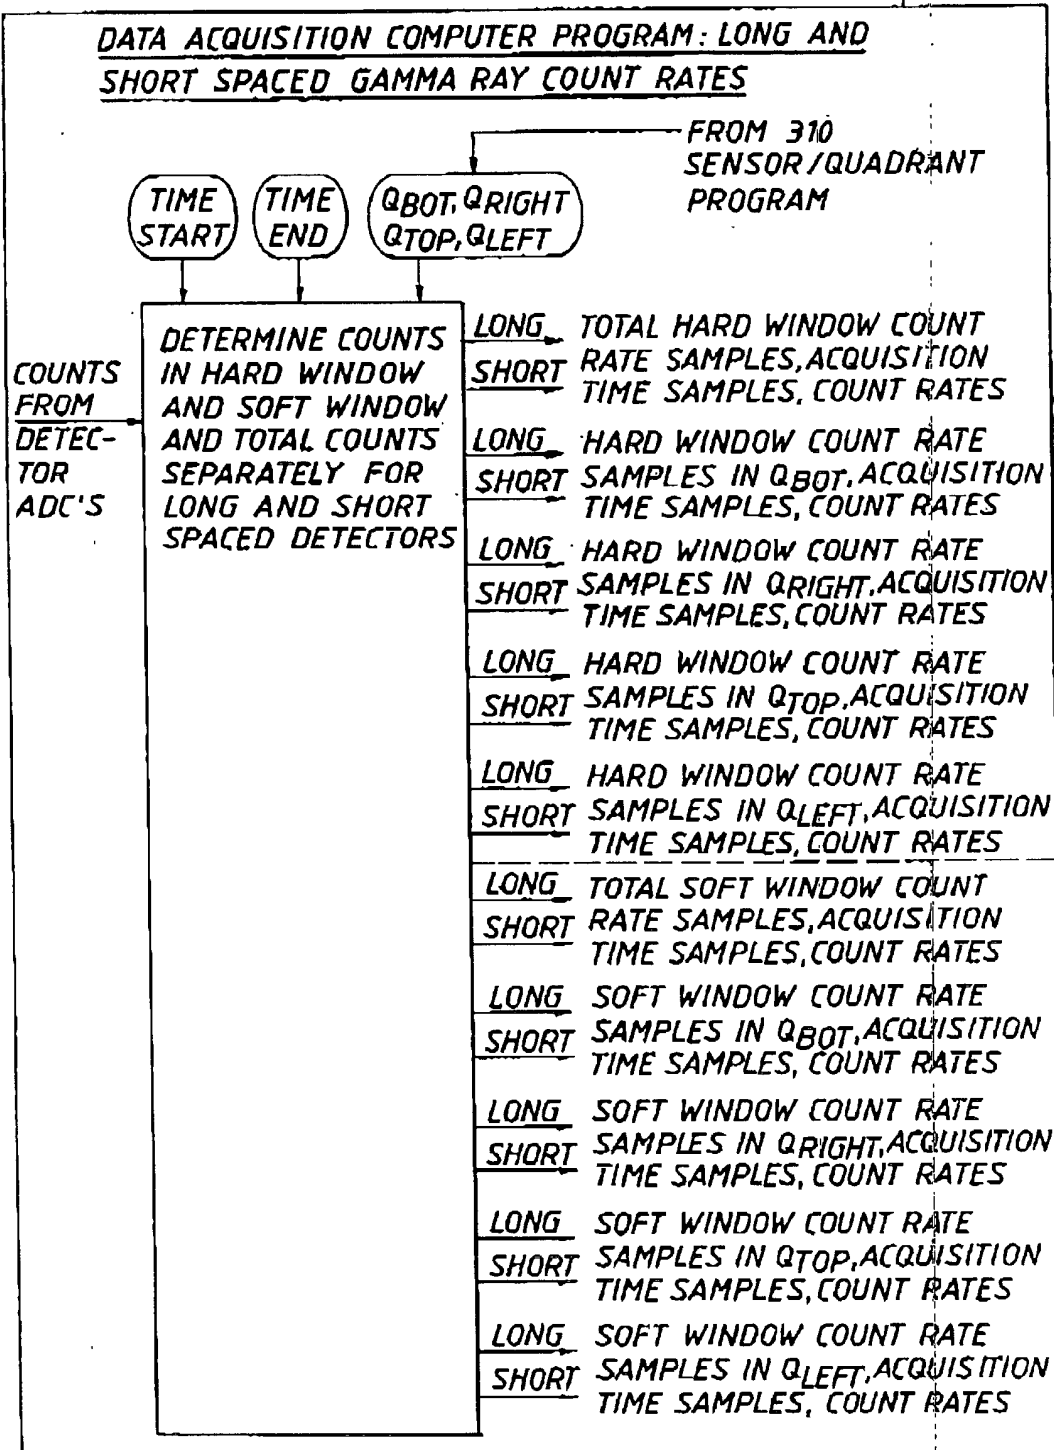 DATA ACQUISITION COMPUTER PROGRAM: LONG AND
SHORT SPACED GAMMA RAY COUNT RATES
FROM 310
SENSOR/QUADRANT
PROGRAM
TIME
START
TIME
END
QBOT, QRIGHT
QTOP, QLEFT
COUNTS
FROM
DETEC-
TOR
ADC'S
DETERMINE COUNTS
IN HARD WINDOW
AND SOFT WINDOW
AND TOTAL COUNTS
SEPARATELY FOR
LONG AND SHORT
SPACED DETECTORS
LONG TOTAL HARD WINDOW COUNT
SHORT RATE SAMPLES, ACQUISITION
TIME SAMPLES, COUNT RATES
LONG HARD WINDOW COUNT RATE
SHORT SAMPLES IN QBOT, ACQUISITION
TIME SAMPLES, COUNT RATES
LONG HARD WINDOW COUNT RATE
SHORT SAMPLES IN QRIGHT, ACQUISITION
TIME SAMPLES, COUNT RATES
LONG HARD WINDOW COUNT RATE
SHORT SAMPLES IN QTOP, ACQUISITION
TIME SAMPLES, COUNT RATES
LONG HARD WINDOW COUNT RATE
SHORT SAMPLES IN QLEFT, ACQUISITION
TIME SAMPLES, COUNT RATES
LONG TOTAL SOFT WINDOW COUNT
SHORT RATE SAMPLES, ACQUISITION
TIME SAMPLES, COUNT RATES
LONG SOFT WINDOW COUNT RATE
SHORT SAMPLES IN QBOT, ACQUISITION
TIME SAMPLES, COUNT RATES
LONG SOFT WINDOW COUNT RATE
SHORT SAMPLES IN QRIGHT, ACQUISITION
TIME SAMPLES, COUNT RATES
LONG SOFT WINDOW COUNT RATE
SHORT SAMPLES IN QTOP, ACQUISITION
TIME SAMPLES, COUNT RATES
LONG SOFT WINDOW COUNT RATE
SHORT SAMPLES IN QLEFT, ACQUISITION
TIME SAMPLES, COUNT RATES